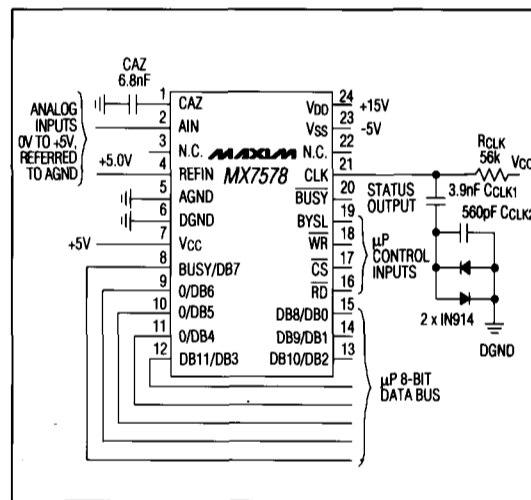 CAZ
6.8nF
ANALOG
INPUTS
0V TO +5V,
REFERRED
TO AGND
+5.0V
+5V
1 CAZ
2 AIN
3 N.C.
4 REFIN
5 AGND
6 DGND
7 VCC
8 BUSY/DB7
9 0/DB6
10 0/DB5
11 0/DB4
12 DB11/DB3
MAXIM
MX7578
VDD 24 +15V
VSS 23 -5V
N.C. 22
CLK 21
BUSY 20
BYSL 19
WR 18
CS 17
RD 16
DB8/DB0 15
DB9/DB1 14
DB10/DB2 13
STATUS
OUTPUT
µP
CONTROL
INPUTS
µP 8-BIT
DATA BUS
RCLK
56k
VCC
3.9nF CCLK1
560pF CCLK2
2 x IN914
DGND